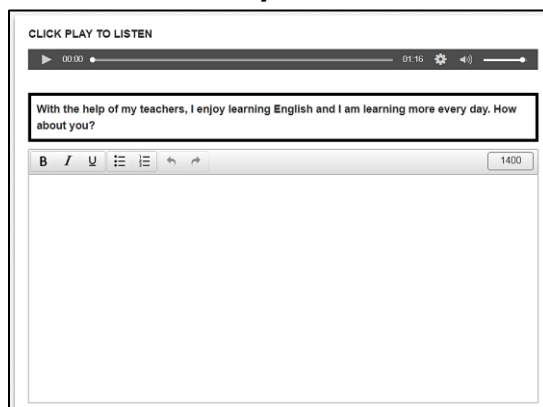 CLICK PLAY TO LISTEN
00:00 01:16
With the help of my teachers, I enjoy learning English and I am learning more every day. How
about you?
B I U 1400